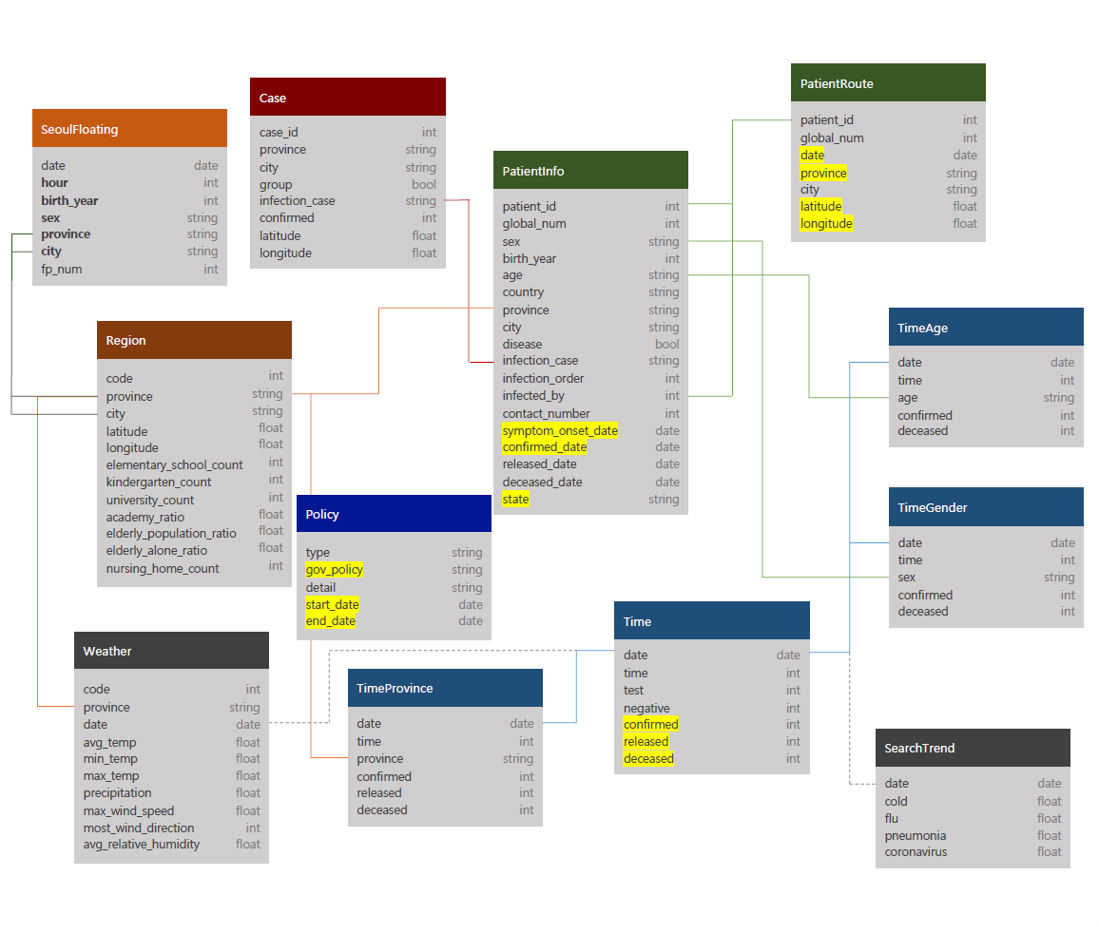 SeoulFloating
date date
hour int
birth_year int
sex string
province string
city string
fp_num int
Case
case_id int
province string
city string
group bool
infection_case string
confirmed int
latitude float
longitude float
PatientInfo
patient_id int
global_num int
sex string
birth_year int
age string
country string
province string
city string
disease bool
infection_case string
infection_order int
infected_by int
contact_number int
symptom_onset_date date
confirmed_date date
released_date date
deceased_date date
state string
PatientRoute
patient_id int
global_num int
date date
province string
city string
latitude float
longitude float
Region
code int
province string
city string
latitude float
longitude float
elementary_school_count int
kindergarten_count int
university_count int
academy_ratio float
elderly_population_ratio float
elderly_alone_ratio float
nursing_home_count int
Policy
type string
gov_policy string
detail string
start_date date
end_date date
TimeAge
date date
time int
age string
confirmed int
deceased int
TimeGender
date date
time int
sex string
confirmed int
deceased int
Weather
code int
province string
date date
avg_temp float
min_temp float
max_temp float
precipitation float
max_wind_speed float
most_wind_direction int
avg_relative_humidity float
TimeProvince
date date
time int
province string
confirmed int
released int
deceased int
Time
date date
time int
test int
negative int
confirmed int
released int
deceased int
SearchTrend
date date
cold float
flu float
pneumonia float
coronavirus float